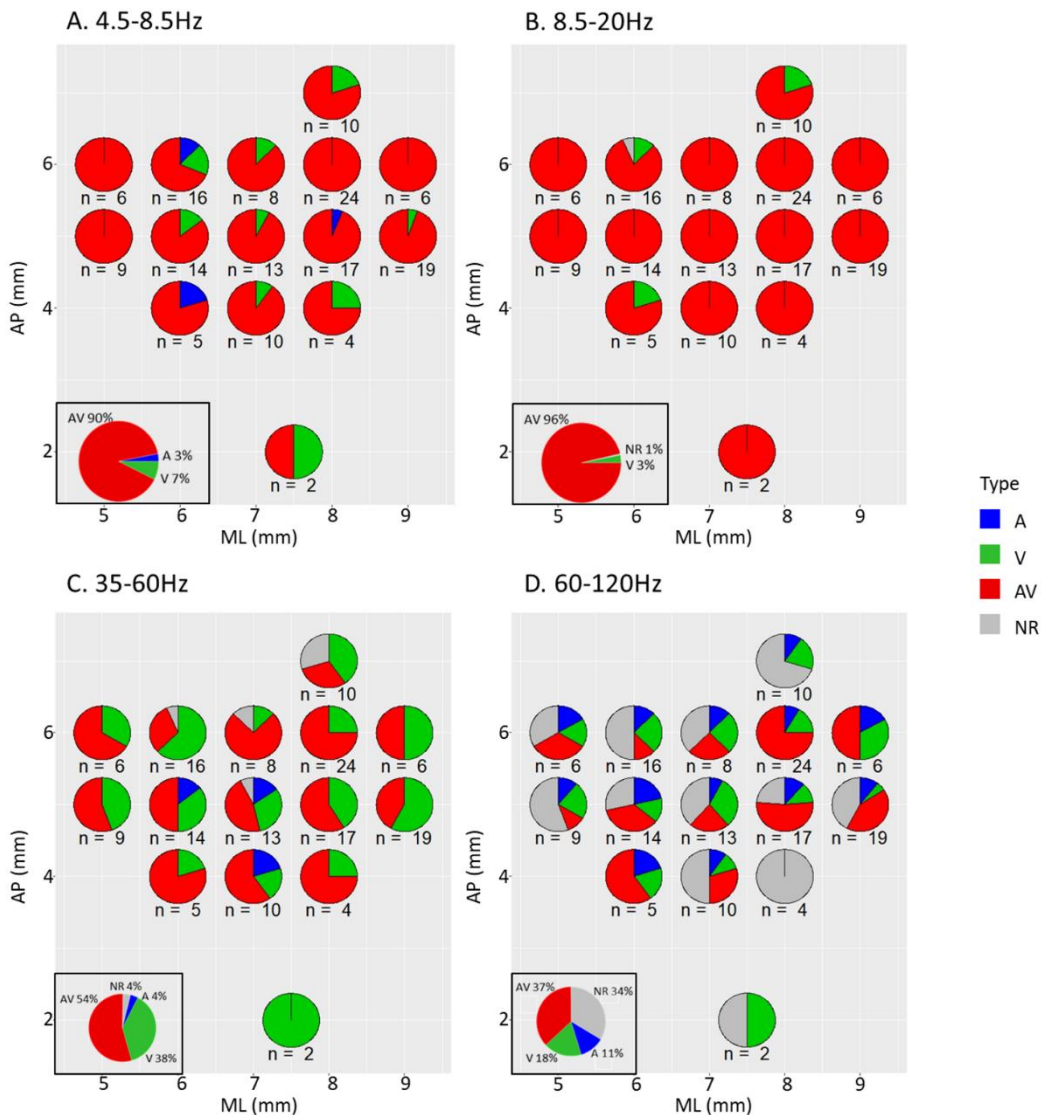 A. 4.5-8.5Hz
AP (mm)
6
4
2
n = 10
n = 6 n = 16 n = 8 n = 24 n = 6
n = 9 n = 14 n = 13 n = 17 n = 19
n = 5 n = 10 n = 4
AV 90%
A 3%
V 7%
n = 2
5 6 7 8 9
ML (mm)
B. 8.5-20Hz
AP (mm)
6
4
2
n = 10
n = 6 n = 16 n = 8 n = 24 n = 6
n = 9 n = 14 n = 13 n = 17 n = 19
n = 5 n = 10 n = 4
AV 96%
NR 1%
V 3%
n = 2
5 6 7 8 9
ML (mm)
Type
A
V
AV
NR
C. 35-60Hz
AP (mm)
6
4
2
n = 10
n = 6 n = 16 n = 8 n = 24 n = 6
n = 9 n = 14 n = 13 n = 17 n = 19
n = 5 n = 10 n = 4
NR 4%
AV 54%
A 4%
V 38%
n = 2
5 6 7 8 9
ML (mm)
D. 60-120Hz
AP (mm)
6
4
2
n = 10
n = 6 n = 16 n = 8 n = 24 n = 6
n = 9 n = 14 n = 13 n = 17 n = 19
n = 5 n = 10 n = 4
AV 37%
NR 34%
V 18%
A 11%
n = 2
5 6 7 8 9
ML (mm)